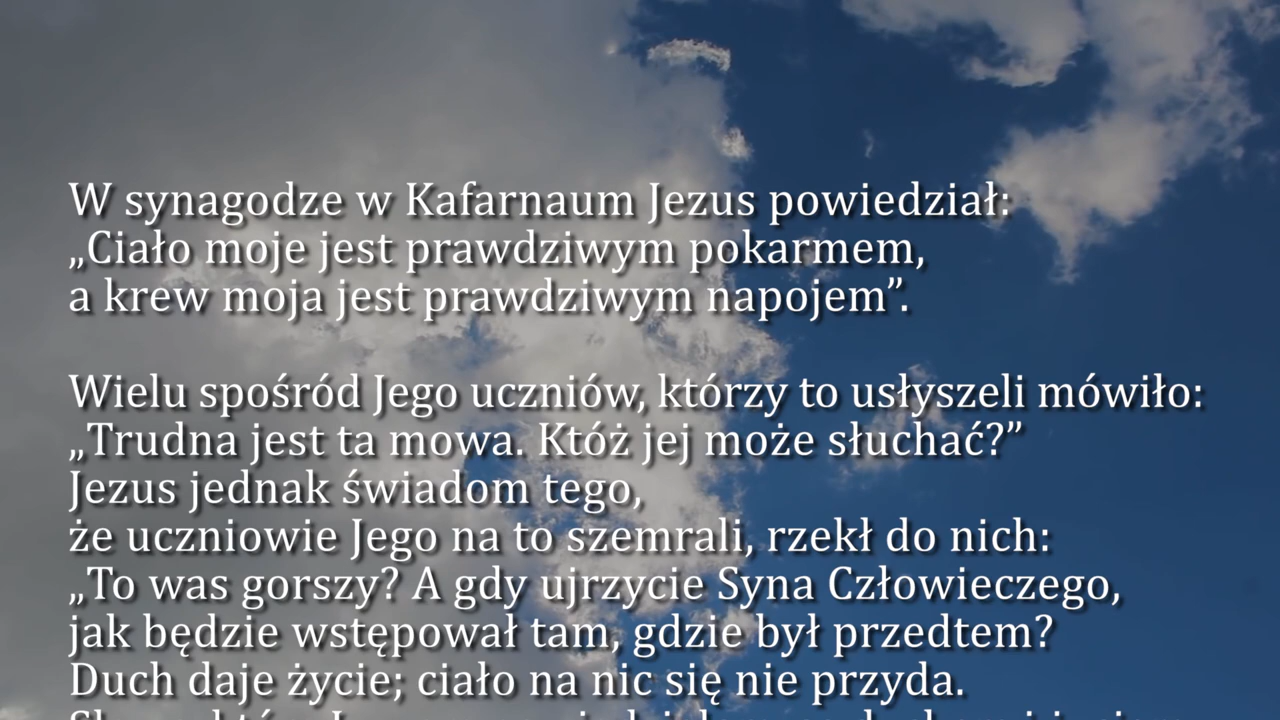 W synagodze w Kafarnaum Jezus powiedział:
„Ciało moje jest prawdziwym pokarmem,
a krew moja jest prawdziwym napojem”.
Wielu spośród Jego uczniów, którzy to usłyszeli mówiło:
„Trudna jest ta mowa. Któż jej może słuchać?”
Jezus jednak świadom tego,
że uczniowie Jego na to szemrali, rzekł do nich:
„To was gorszy? A gdy ujrzycie Syna Człowieczego,
jak będzie wstępował tam, gdzie był przedtem?
Duch daje życie; ciało na nic się nie przyda.